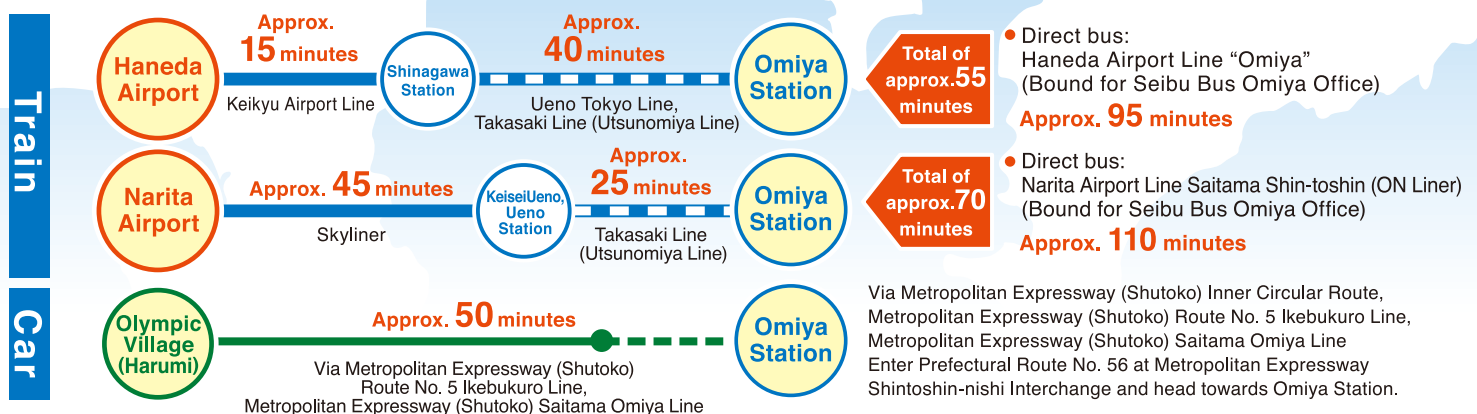 Train
Approx.
15 minutes
Approx.
40 minutes
Haneda
Airport
Shinagawa
Station
Omiya
Station
Keikyu Airport Line
Ueno Tokyo Line,
Takasaki Line (Utsunomiya Line)
Total of
approx.55
minutes
● Direct bus:
Haneda Airport Line “Omiya”
(Bound for Seibu Bus Omiya Office)
Approx. 95 minutes
Narita
Airport
Approx. 45 minutes
Skyliner
KeiseiUeno,
Ueno
Station
Approx.
25 minutes
Takasaki Line
(Utsunomiya Line)
Omiya
Station
Total of
approx.70
minutes
● Direct bus:
Narita Airport Line Saitama Shin-toshin (ON Liner)
(Bound for Seibu Bus Omiya Office)
Approx. 110 minutes
Car
Olympic
Village
(Harumi)
Approx. 50 minutes
Via Metropolitan Expressway (Shutoko)
Route No. 5 Ikebukuro Line,
Metropolitan Expressway (Shutoko) Saitama Omiya Line
Omiya
Station
Via Metropolitan Expressway (Shutoko) Inner Circular Route,
Metropolitan Expressway (Shutoko) Route No. 5 Ikebukuro Line,
Metropolitan Expressway (Shutoko) Saitama Omiya Line
Enter Prefectural Route No. 56 at Metropolitan Expressway
Shintoshin-nishi Interchange and head towards Omiya Station.